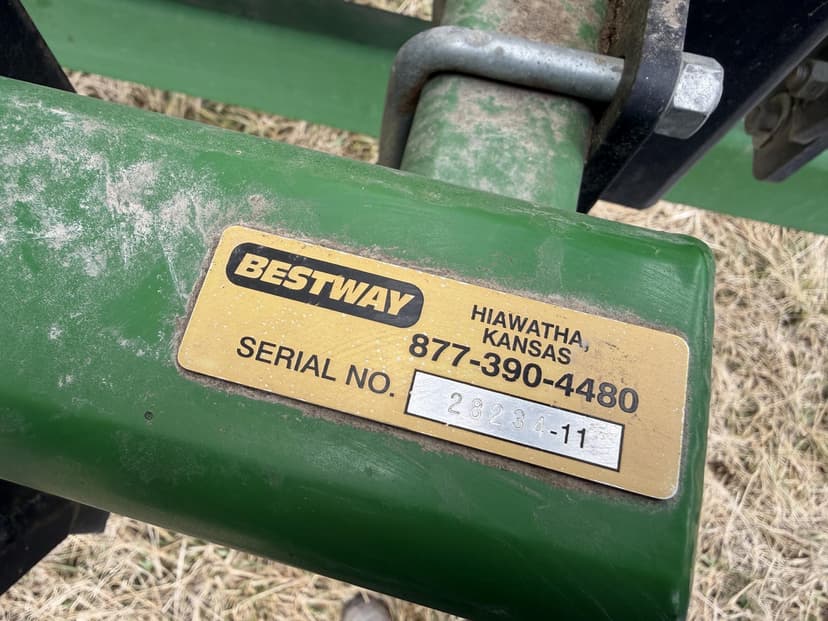 BESTWAY
HIAWATHA,
KANSAS
877-390-4480
SERIAL NO. 28234-11